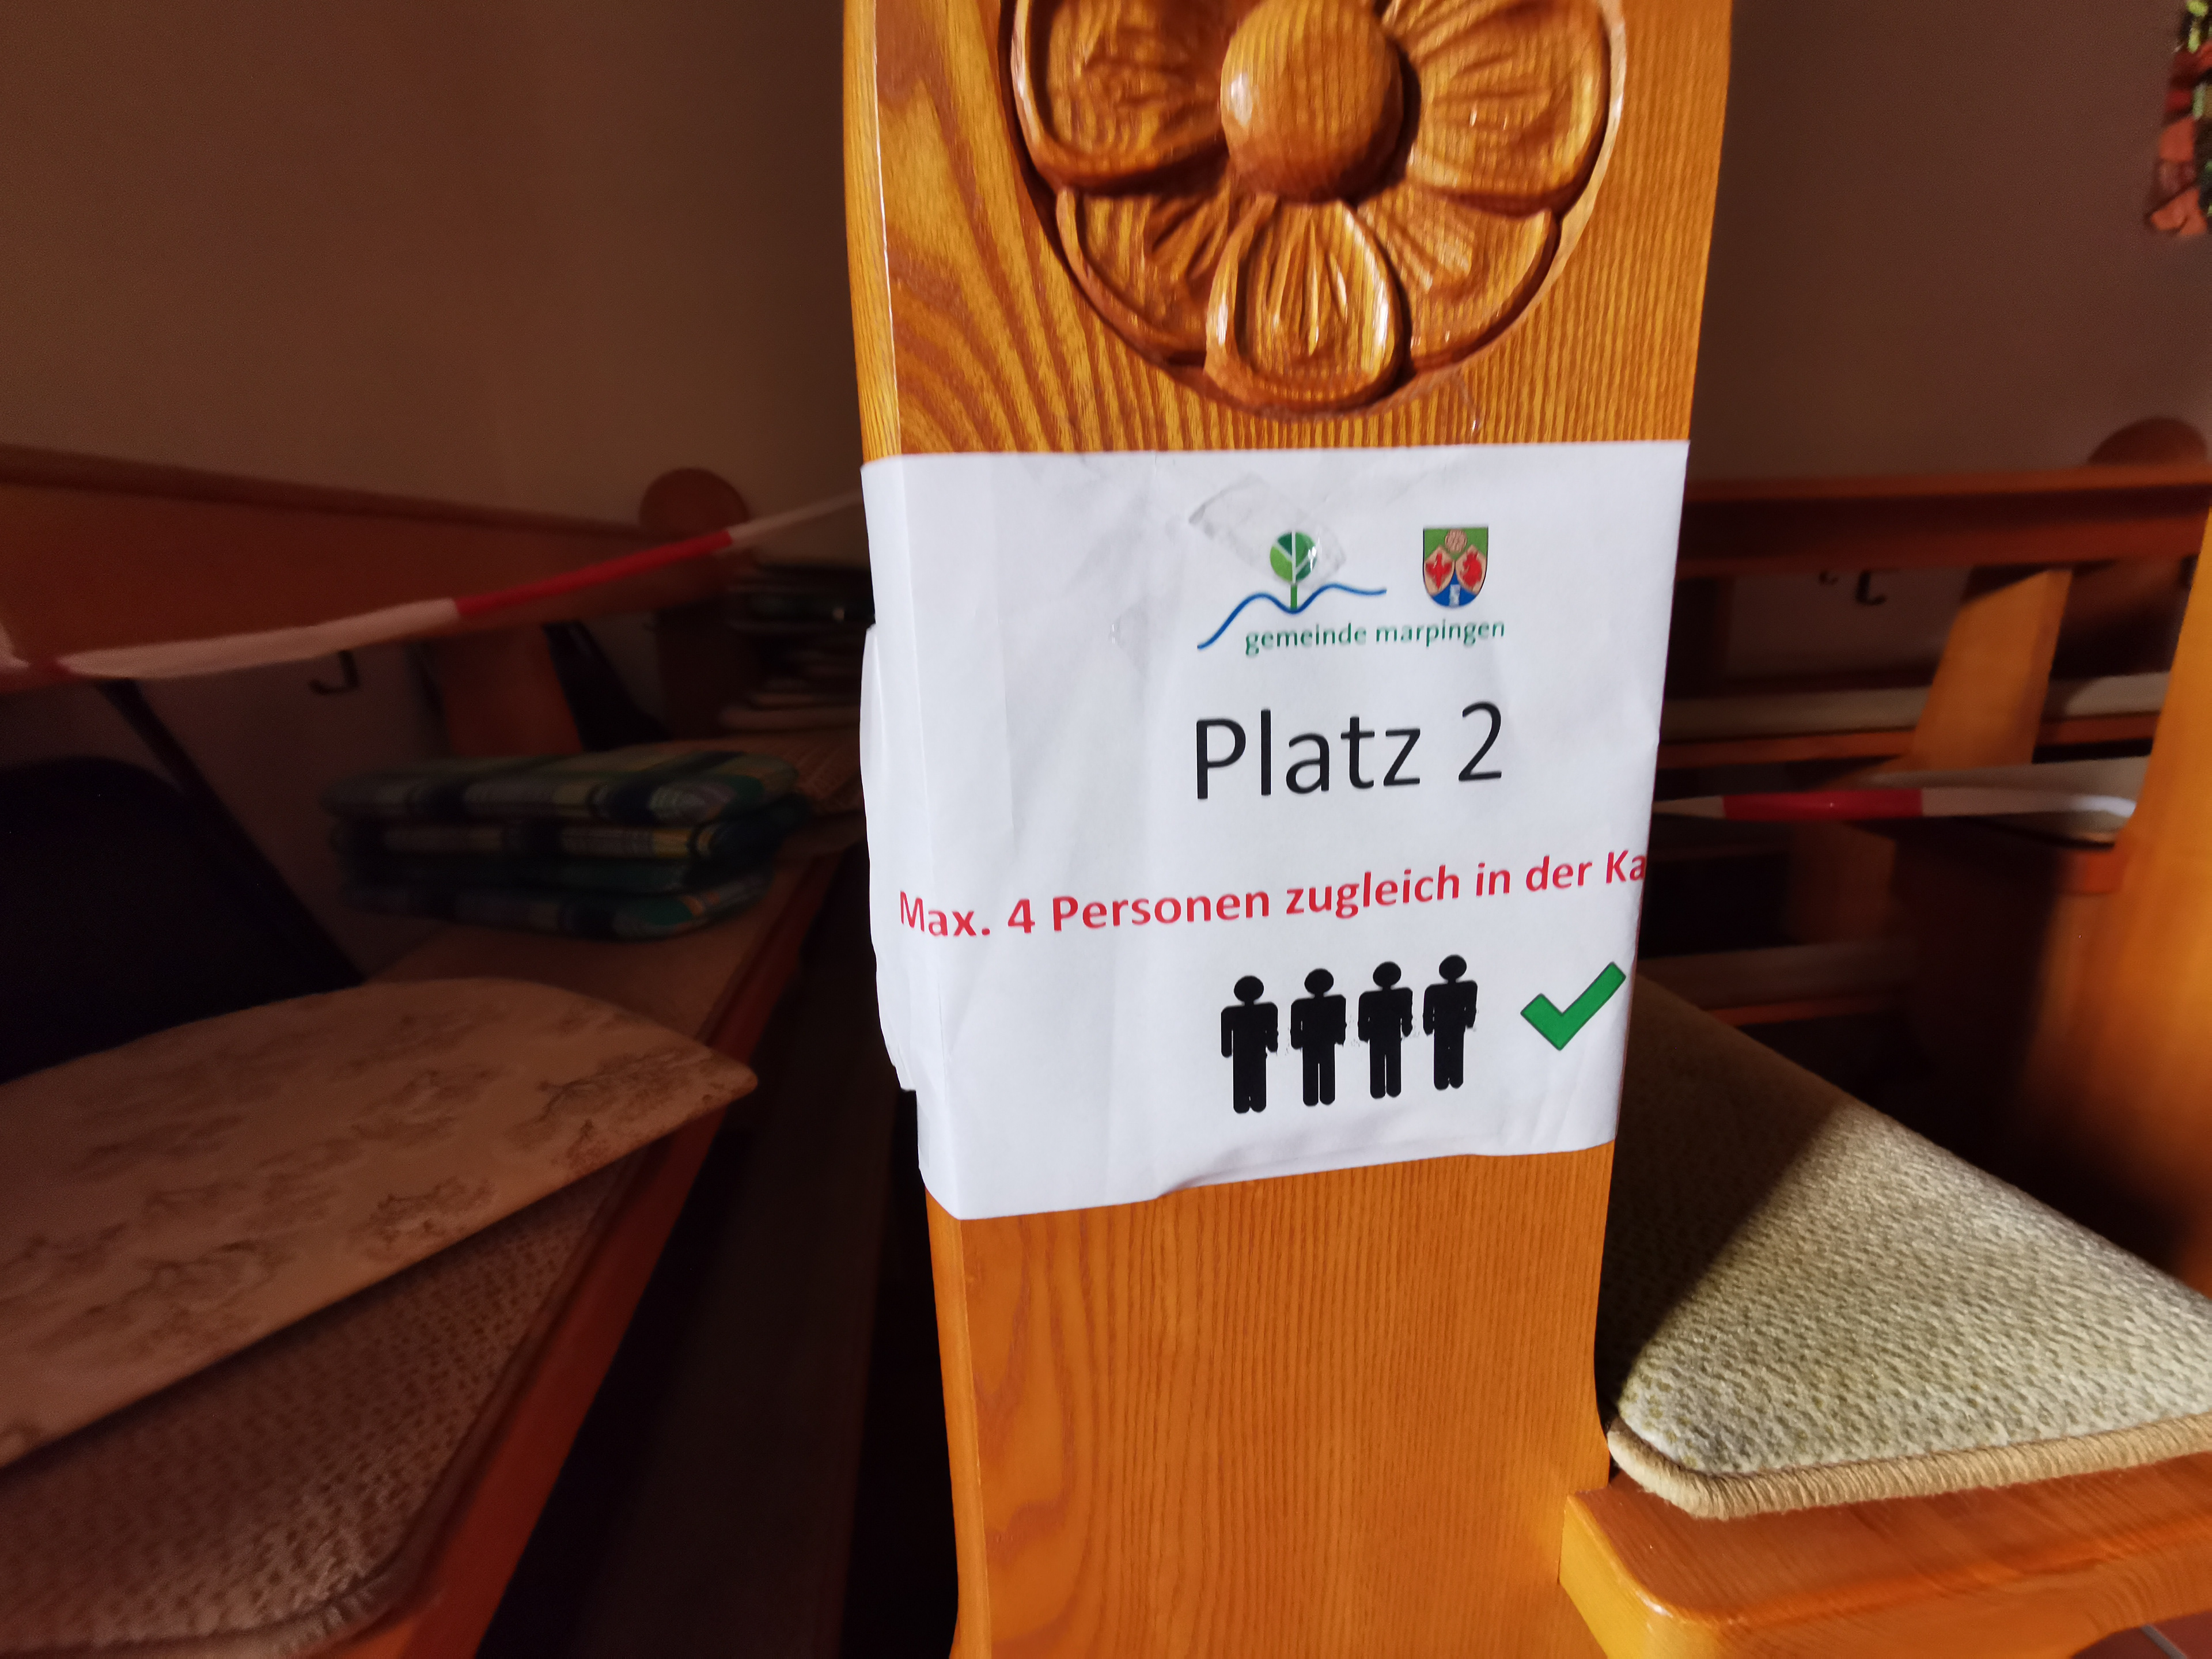 gemeinde marpingen
Platz 2
Max. 4 Personen zugleich in der Ka